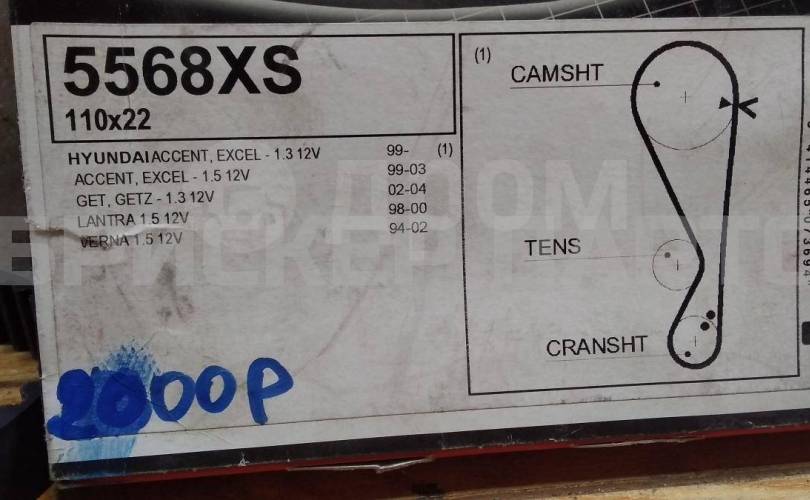 5568XS
110x22
HYUNDAI ACCENT, EXCEL - 1.3 12V 99- (1)
ACCENT, EXCEL - 1.5 12V 99-03
GET, GETZ - 1.3 12V 02-04
LANTRA 1.5 12V 98-00
VERNA 1.5 12V 94-02
2000р
(1)
CAMSHT
TENS
CRANSHT